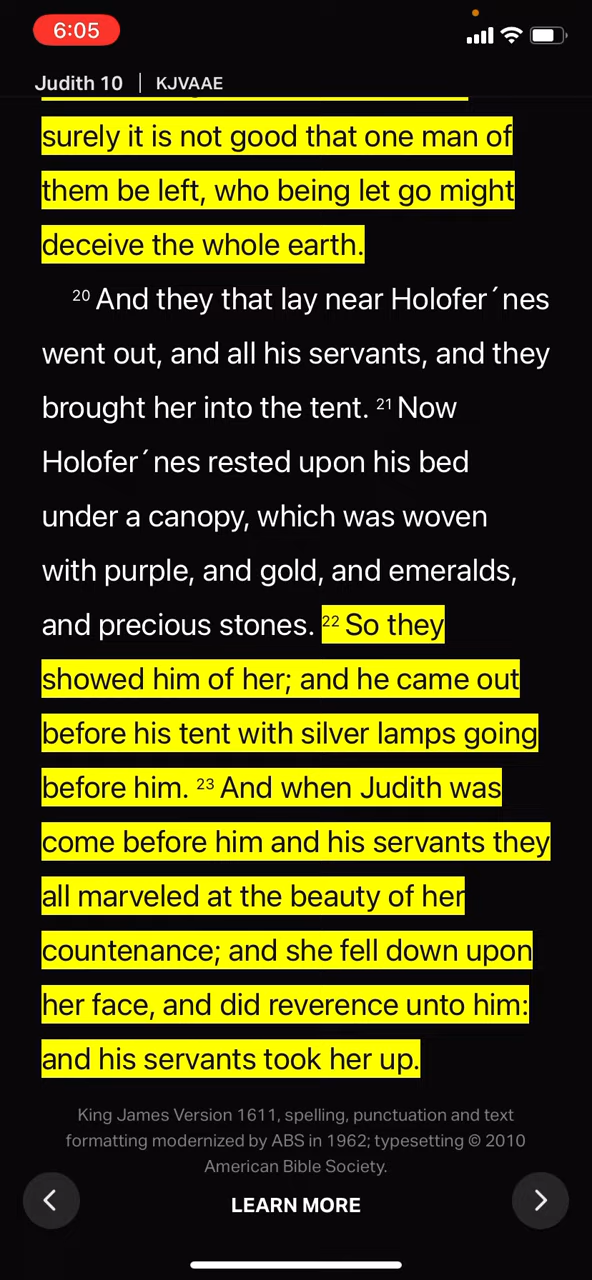 6:05
Judith 10 | KJVAAE
surely it is not good that one man of
them be left, who being let go might
deceive the whole earth.
20 And they that lay near Holofer´nes
went out, and all his servants, and they
brought her into the tent. 21 Now
Holofer´nes rested upon his bed
under a canopy, which was woven
with purple, and gold, and emeralds,
and precious stones. 22 So they
showed him of her; and he came out
before his tent with silver lamps going
before him. 23 And when Judith was
come before him and his servants they
all marveled at the beauty of her
countenance; and she fell down upon
her face, and did reverence unto him:
and his servants took her up.
King James Version 1611, spelling, punctuation and text
formatting modernized by ABS in 1962; typesetting © 2010
American Bible Society.
LEARN MORE